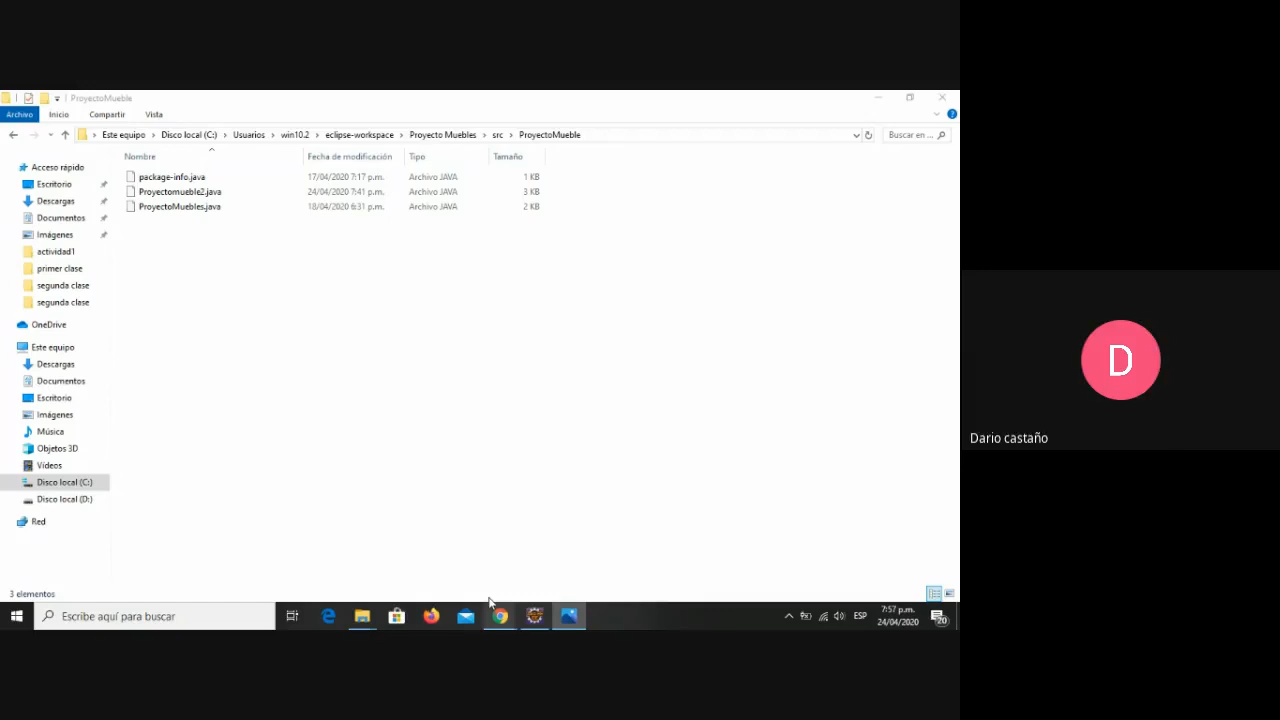 ProyectoMueble
Archivo Inicio Compartir Vista
Este equipo Disco local (C:) Usuarios win10.2 eclipse-workspace Proyecto Muebles src ProyectoMueble Buscar en ...
Nombre Fecha de modificación Tipo Tamaño
package-info.java 17/04/2020 7:17 p.m. Archivo JAVA 1 KB
Proyectomueble2.java 24/04/2020 7:41 p.m. Archivo JAVA 3 KB
ProyectoMuebles.java 18/04/2020 6:31 p.m. Archivo JAVA 2 KB
Acceso rápido
Escritorio
Descargas
Documentos
Imágenes
actividad1
primer clase
segunda clase
segunda clase
OneDrive
Este equipo
Descargas
Documentos
Escritorio
Imágenes
Música
Objetos 3D
Vídeos
Disco local (C:)
Disco local (D:)
Red
3 elementos
Escribe aquí para buscar
ESP
7:57 p.m.
24/04/2020
20
D
Dario castaño